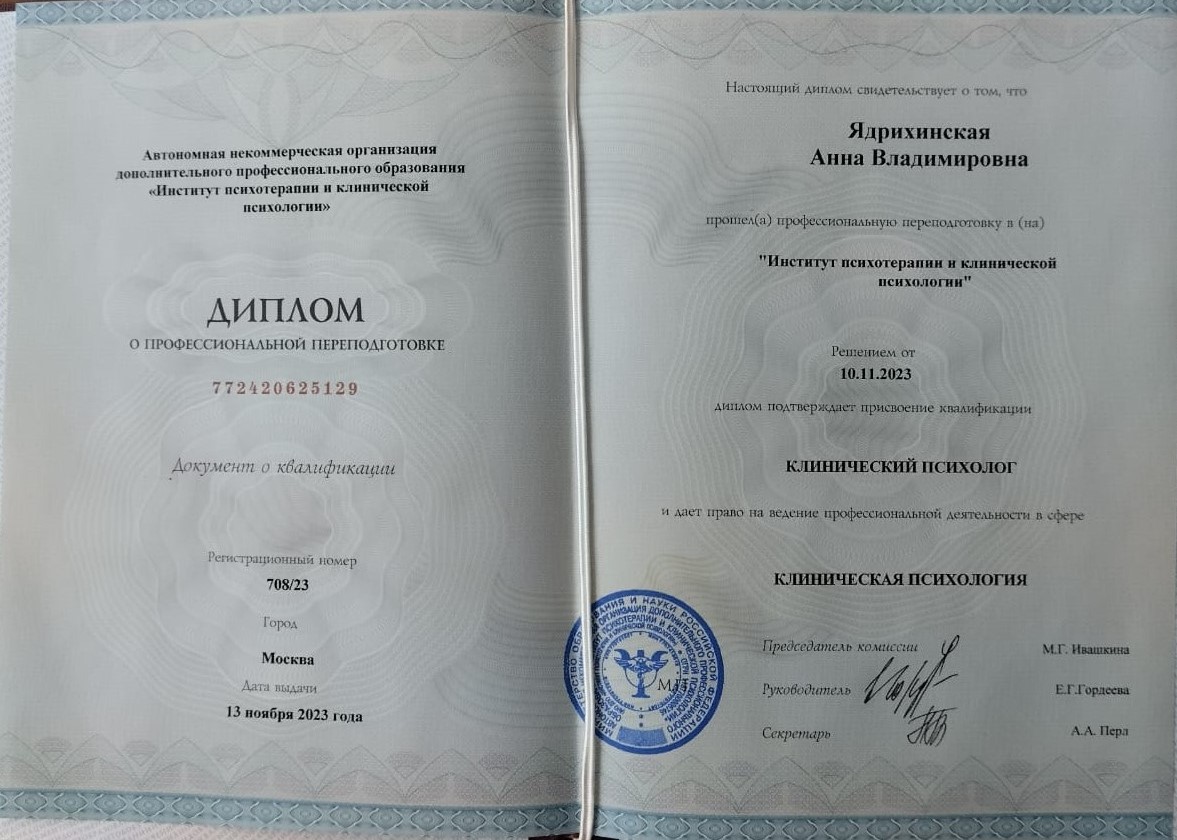 Автономная некоммерческая организация
дополнительного профессионального образования
«Институт психотерапии и клинической
психологии»
ДИПЛОМ
О ПРОФЕССИОНАЛЬНОЙ ПЕРЕПОДГОТОВКЕ
772420625129
Документ о квалификации
Регистрационный номер
708/23
Город
Москва
Дата выдачи
13 ноября 2023 года
Настоящий диплом свидетельствует о том, что
Ядрихинская
Анна Владимировна
прошел(а) профессиональную переподготовку в (на)
"Институт психотерапии и клинической
психологии"
Решением от
10.11.2023
диплом подтверждает присвоение квалификации
КЛИНИЧЕСКИЙ ПСИХОЛОГ
и дает право на ведение профессиональной деятельности в сфере
КЛИНИЧЕСКАЯ ПСИХОЛОГИЯ
Председатель комиссии М.Г. Ивашкина
Руководитель Е.Г.Гордеева
Секретарь А.А. Перл
НАУКИ РОССИЙСКОЙ ФЕДЕРАЦИИ